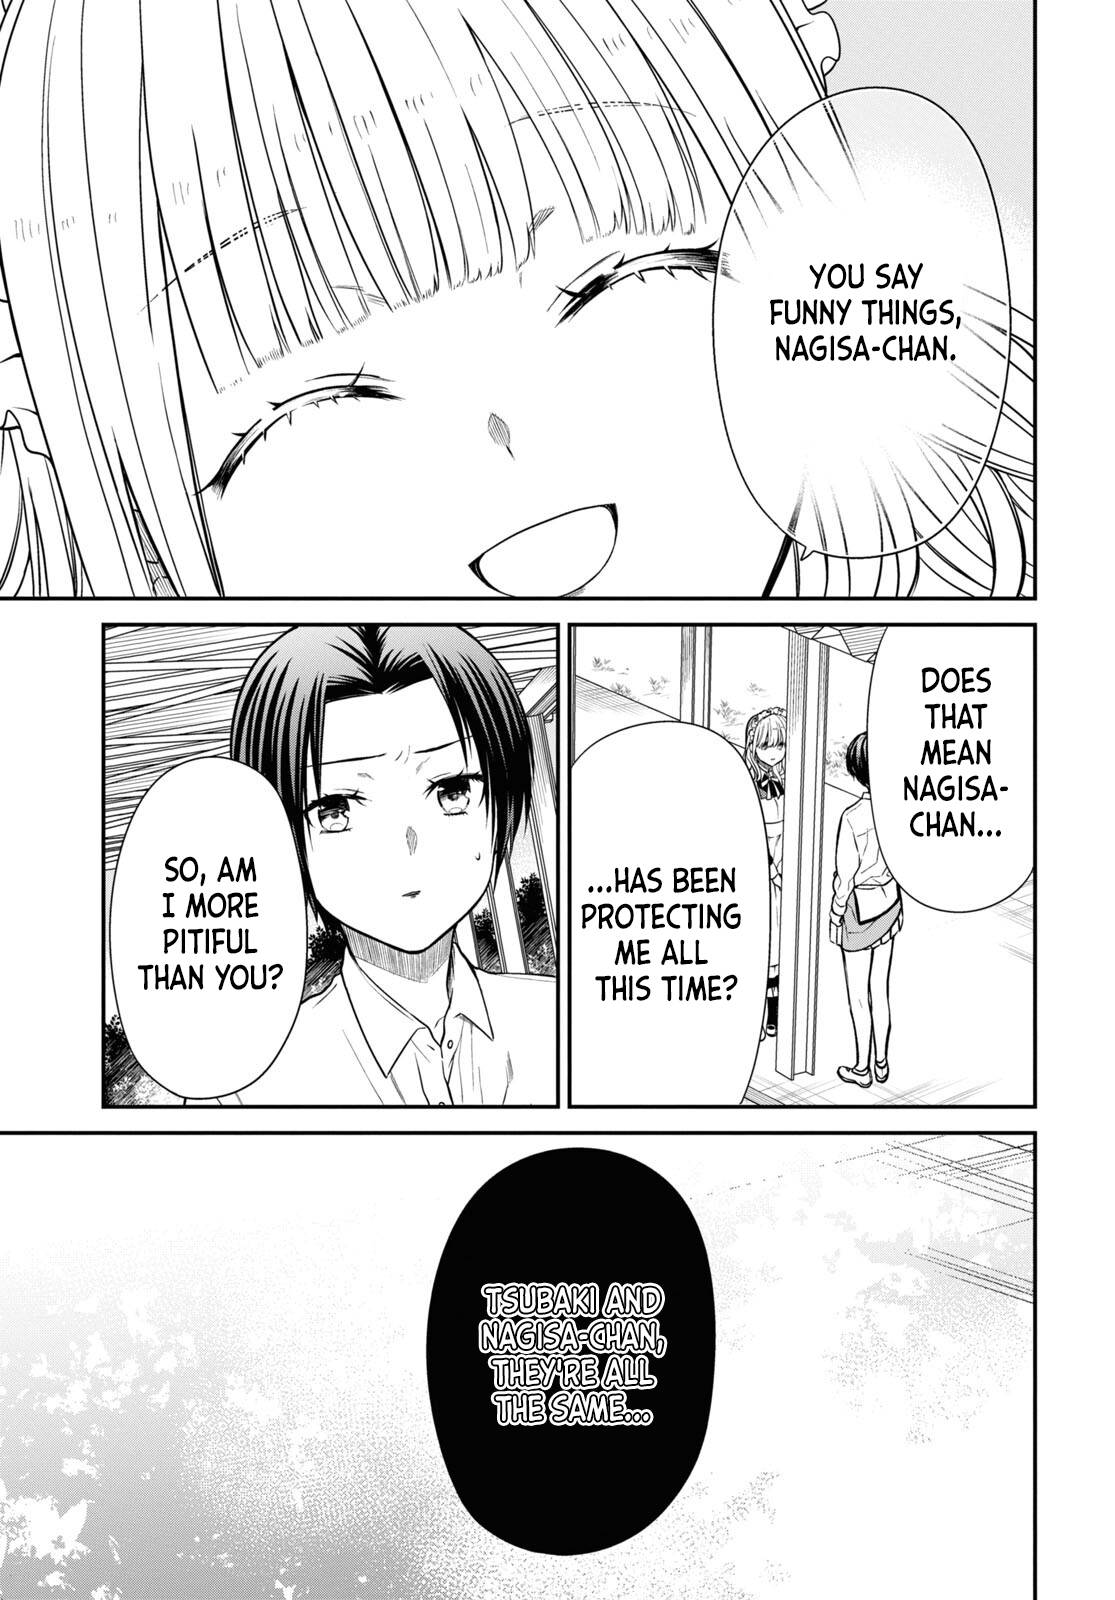 YOU SAY
FUNNY THINGS,
NAGISA-CHAN.
DOES
THAT
MEAN
NAGISA-
CHAN...
...HAS BEEN
PROTECTING
ME ALL
THIS TIME?
SO, AM
I MORE
PITIFUL
THAN YOU?
TSUBAKI AND
NAGISA-CHAN,
THEY'RE ALL
THE SAME...